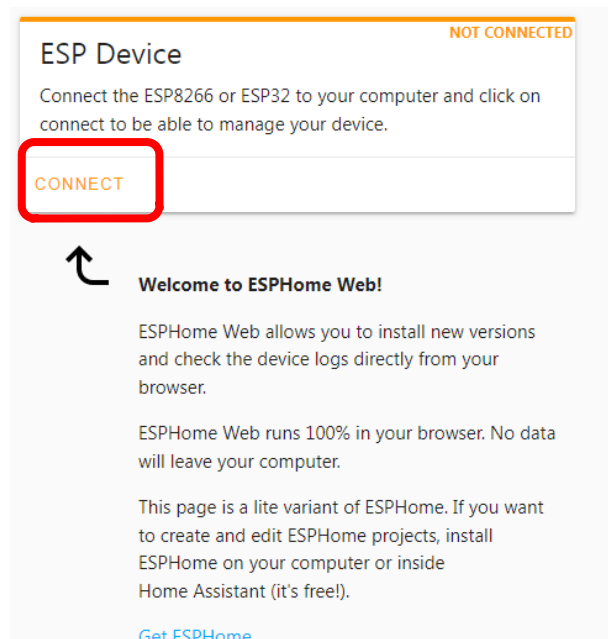 NOT CONNECTED
ESP Device
Connect the ESP8266 or ESP32 to your computer and click on
connect to be able to manage your device.
CONNECT
Welcome to ESPHome Web!
ESPHome Web allows you to install new versions
and check the device logs directly from your
browser.
ESPHome Web runs 100% in your browser. No data
will leave your computer.
This page is a lite variant of ESPHome. If you want
to create and edit ESPHome projects, install
ESPHome on your computer or inside
Home Assistant (it's free!).
Get ESPHome